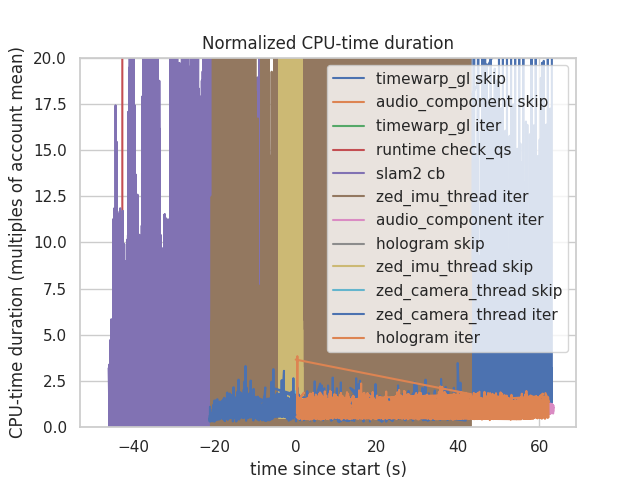 Normalized CPU-time duration
CPU-time duration (multiples of account mean)
20.0
17.5
15.0
12.5
10.0
7.5
5.0
2.5
0.0
timewarp_gl skip
audio_component skip
timewarp_gl iter
runtime check_qs
slam2 cb
zed_imu_thread iter
audio_component iter
hologram skip
zed_imu_thread skip
zed_camera_thread skip
zed_camera_thread iter
hologram iter
−40 −20 0 20 40 60
time since start (s)